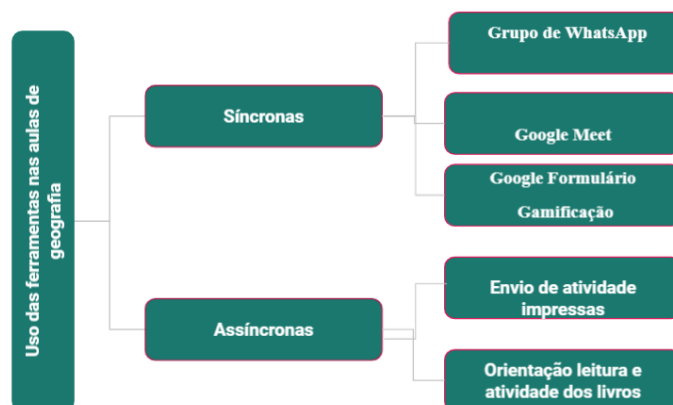 Uso das ferramentas nas aulas de
geografia
Síncronas
Grupo de WhatsApp
Google Meet
Google Formulário
Gamificação
Assíncronas
Envio de atividade
impressas
Orientação leitura e
atividade dos livros